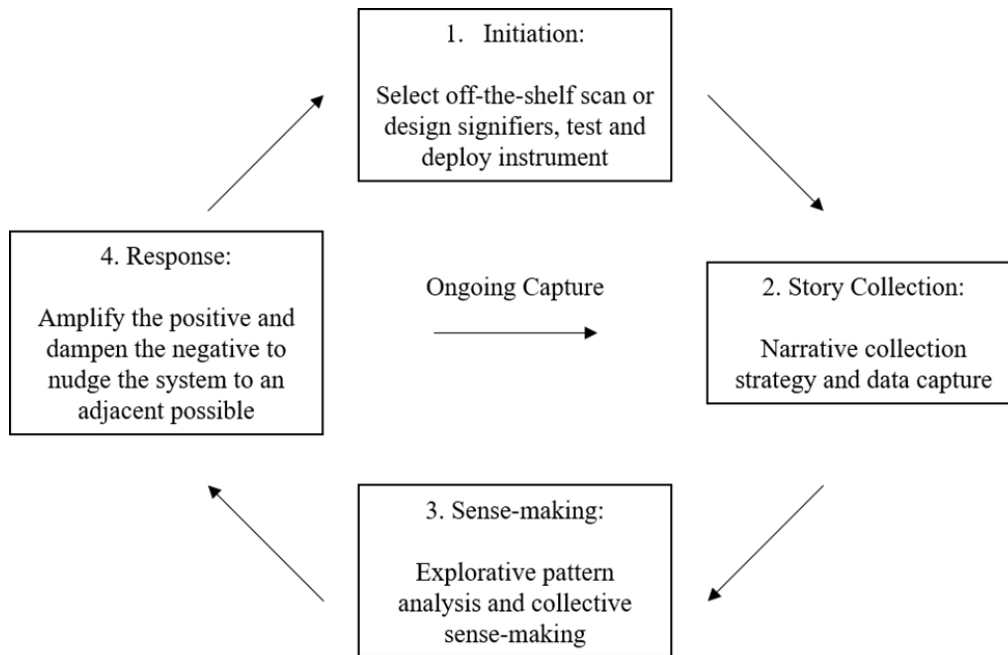 1. Initiation:
Select off-the-shelf scan or
design signifiers, test and
deploy instrument
4. Response:
Amplify the positive and
dampen the negative to
nudge the system to an
adjacent possible
Ongoing Capture
2. Story Collection:
Narrative collection
strategy and data capture
3. Sense-making:
Explorative pattern
analysis and collective
sense-making